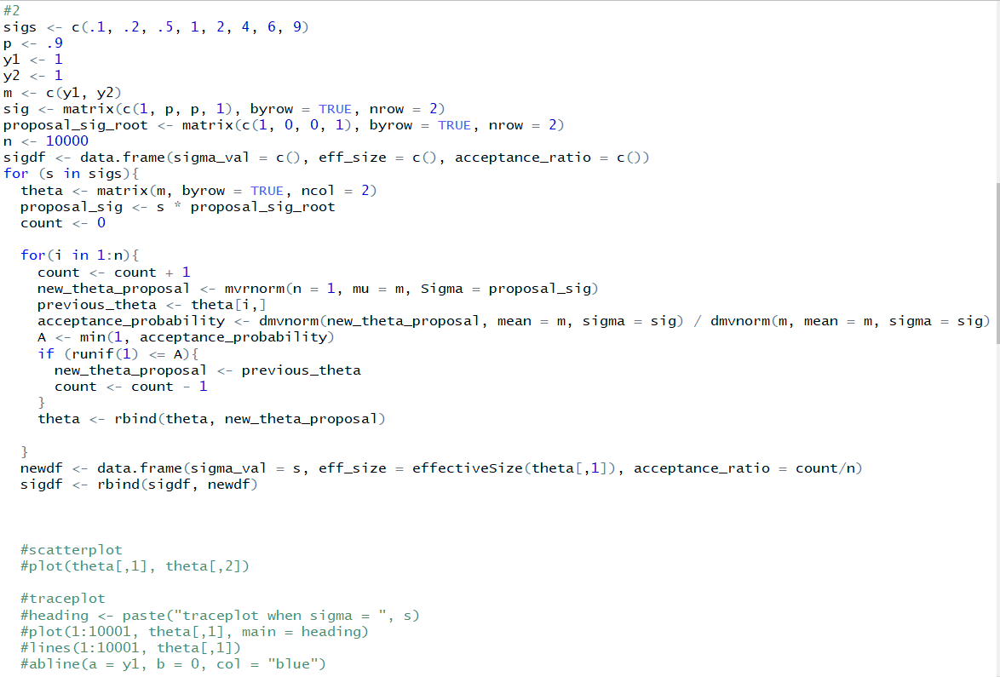 #2
sigs <- c(.1, .2, .5, 1, 2, 4, 6, 9)
p <- .9
y1 <- 1
y2 <- 1
m <- c(y1, y2)
sig <- matrix(c(1, p, p, 1), byrow = TRUE, nrow = 2)
proposal_sig_root <- matrix(c(1, 0, 0, 1), byrow = TRUE, nrow = 2)
n <- 10000
sigdf <- data.frame(sigma_val = c(), eff_size = c(), acceptance_ratio = c())
for (s in sigs){
  theta <- matrix(m, byrow = TRUE, ncol = 2)
  proposal_sig <- s * proposal_sig_root
  count <- 0

  for(i in 1:n){
    count <- count + 1
    new_theta_proposal <- mvrnorm(n = 1, mu = m, Sigma = proposal_sig)
    previous_theta <- theta[i,]
    acceptance_probability <- dmvnorm(new_theta_proposal, mean = m, sigma = sig) / dmvnorm(m, mean = m, sigma = sig)
    A <- min(1, acceptance_probability)
    if (runif(1) <= A){
      new_theta_proposal <- previous_theta
      count <- count - 1
    }
    theta <- rbind(theta, new_theta_proposal)

  }
  newdf <- data.frame(sigma_val = s, eff_size = effectiveSize(theta[,1]), acceptance_ratio = count/n)
  sigdf <- rbind(sigdf, newdf)

  #scatterplot
  #plot(theta[,1], theta[,2])

  #traceplot
  #heading <- paste("traceplot when sigma = ", s)
  #plot(1:10001, theta[,1], main = heading)
  #lines(1:10001, theta[,1])
  #abline(a = y1, b = 0, col = "blue")